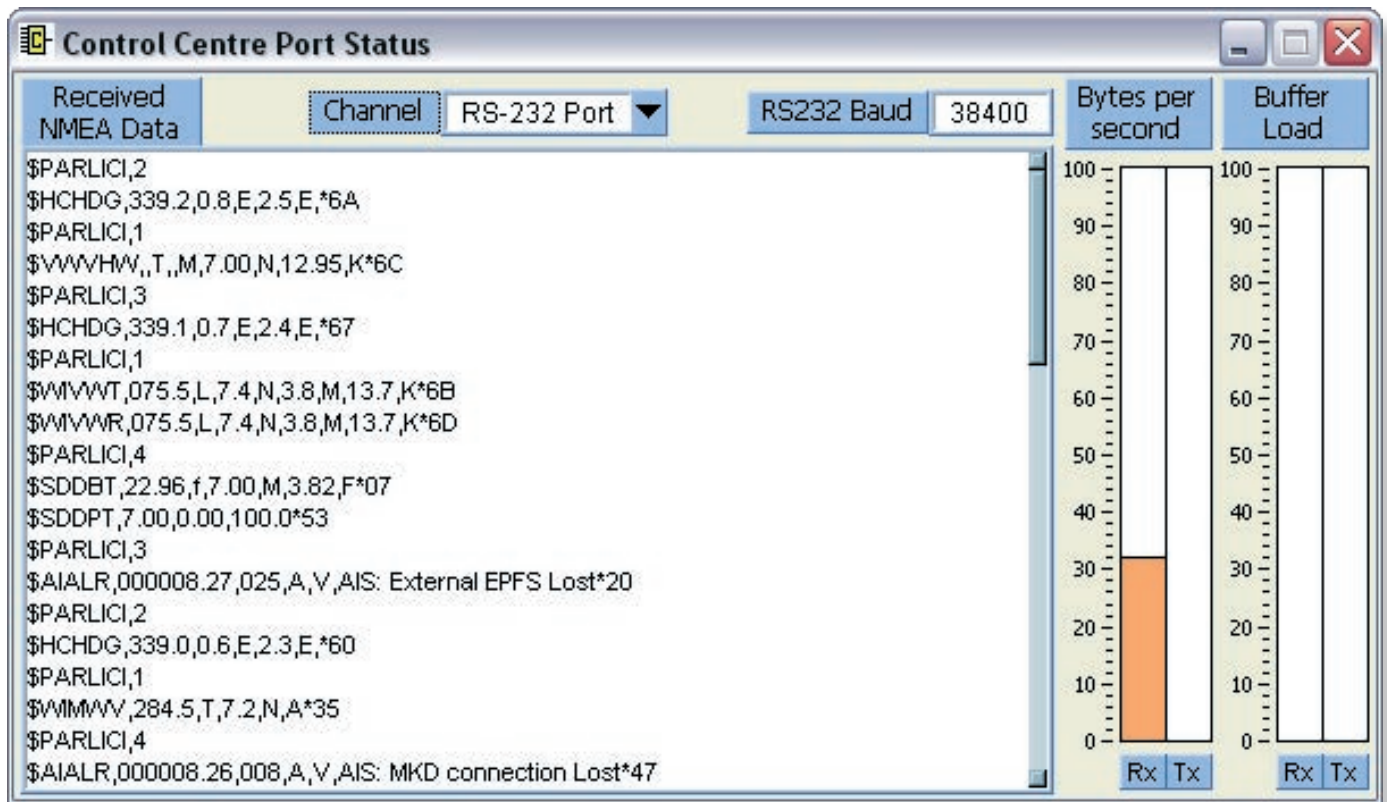 Control Centre Port Status
Received
NMEA Data
Channel
RS-232 Port
RS232 Baud
38400
Bytes per
second
Buffer
Load
$PARLICI,2
$HCHDG,339.2,0.8,E,2.5,E,*6A
$PARLICI,1
$VWVHW,,T,,M,7.00,N,12.95,K*6C
$PARLICI,3
$HCHDG,339.1,0.7,E,2.4,E,*67
$PARLICI,1
$WIVWT,075.5,L,7.4,N,3.8,M,13.7,K*6B
$WIVWR,075.5,L,7.4,N,3.8,M,13.7,K*6D
$PARLICI,4
$SDDBT,22.96,f,7.00,M,3.82,F*07
$SDDPT,7.00,0.00,100.0*53
$PARLICI,3
$AIALR,000008.27,025,A,V,AIS: External EPFS Lost*20
$PARLICI,2
$HCHDG,339.0,0.6,E,2.3,E,*60
$PARLICI,1
$WIMWV,284.5,T,7.2,N,A*35
$PARLICI,4
$AIALR,000008.26,008,A,V,AIS: MKD connection Lost*47
100
90
80
70
60
50
40
30
20
10
0
Rx Tx
100
90
80
70
60
50
40
30
20
10
0
Rx Tx